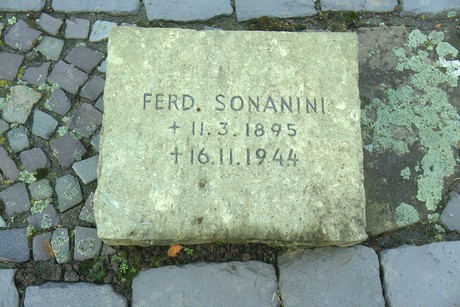 FERD. SONANINI
+ 11.3.1895
+ 16.11.1944